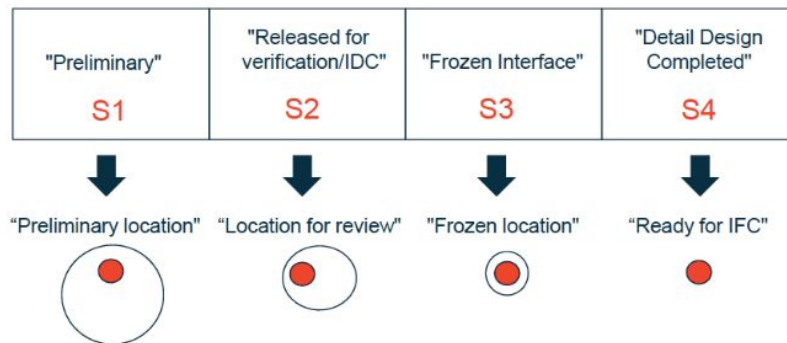 "Preliminary"
S1
"Released for
verification/IDC"
S2
"Frozen Interface"
S3
"Detail Design
Completed"
S4
“Preliminary location"
“Location for review"
"Frozen location"
“Ready for IFC"